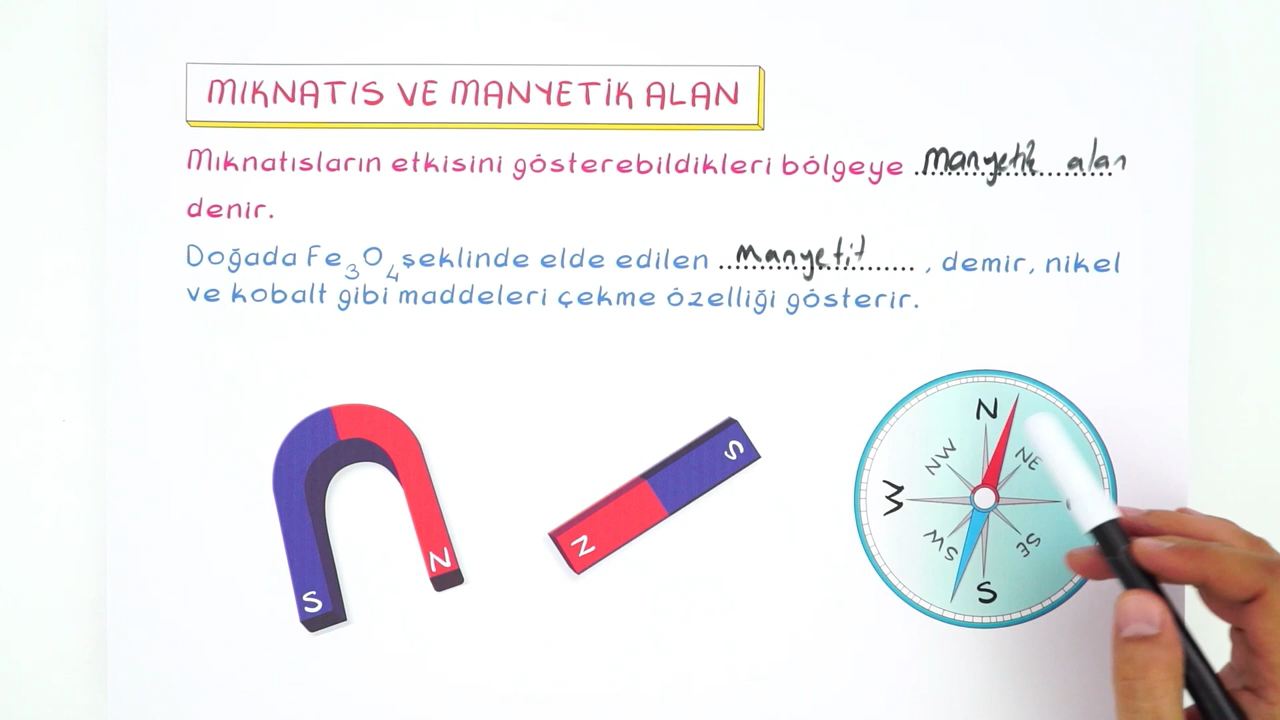 MIKNATIS VE MANYETİK ALAN
Mıknatısların etkisini gösterebildikleri bölgeye manyetik alan
denir.
Doğada Fe₃O₄ şeklinde elde edilen manyetit, demir, nikel
ve kobalt gibi maddeleri çekme özelliği gösterir.
S
N
N
S
N
NW
NE
W
SW
SE
S